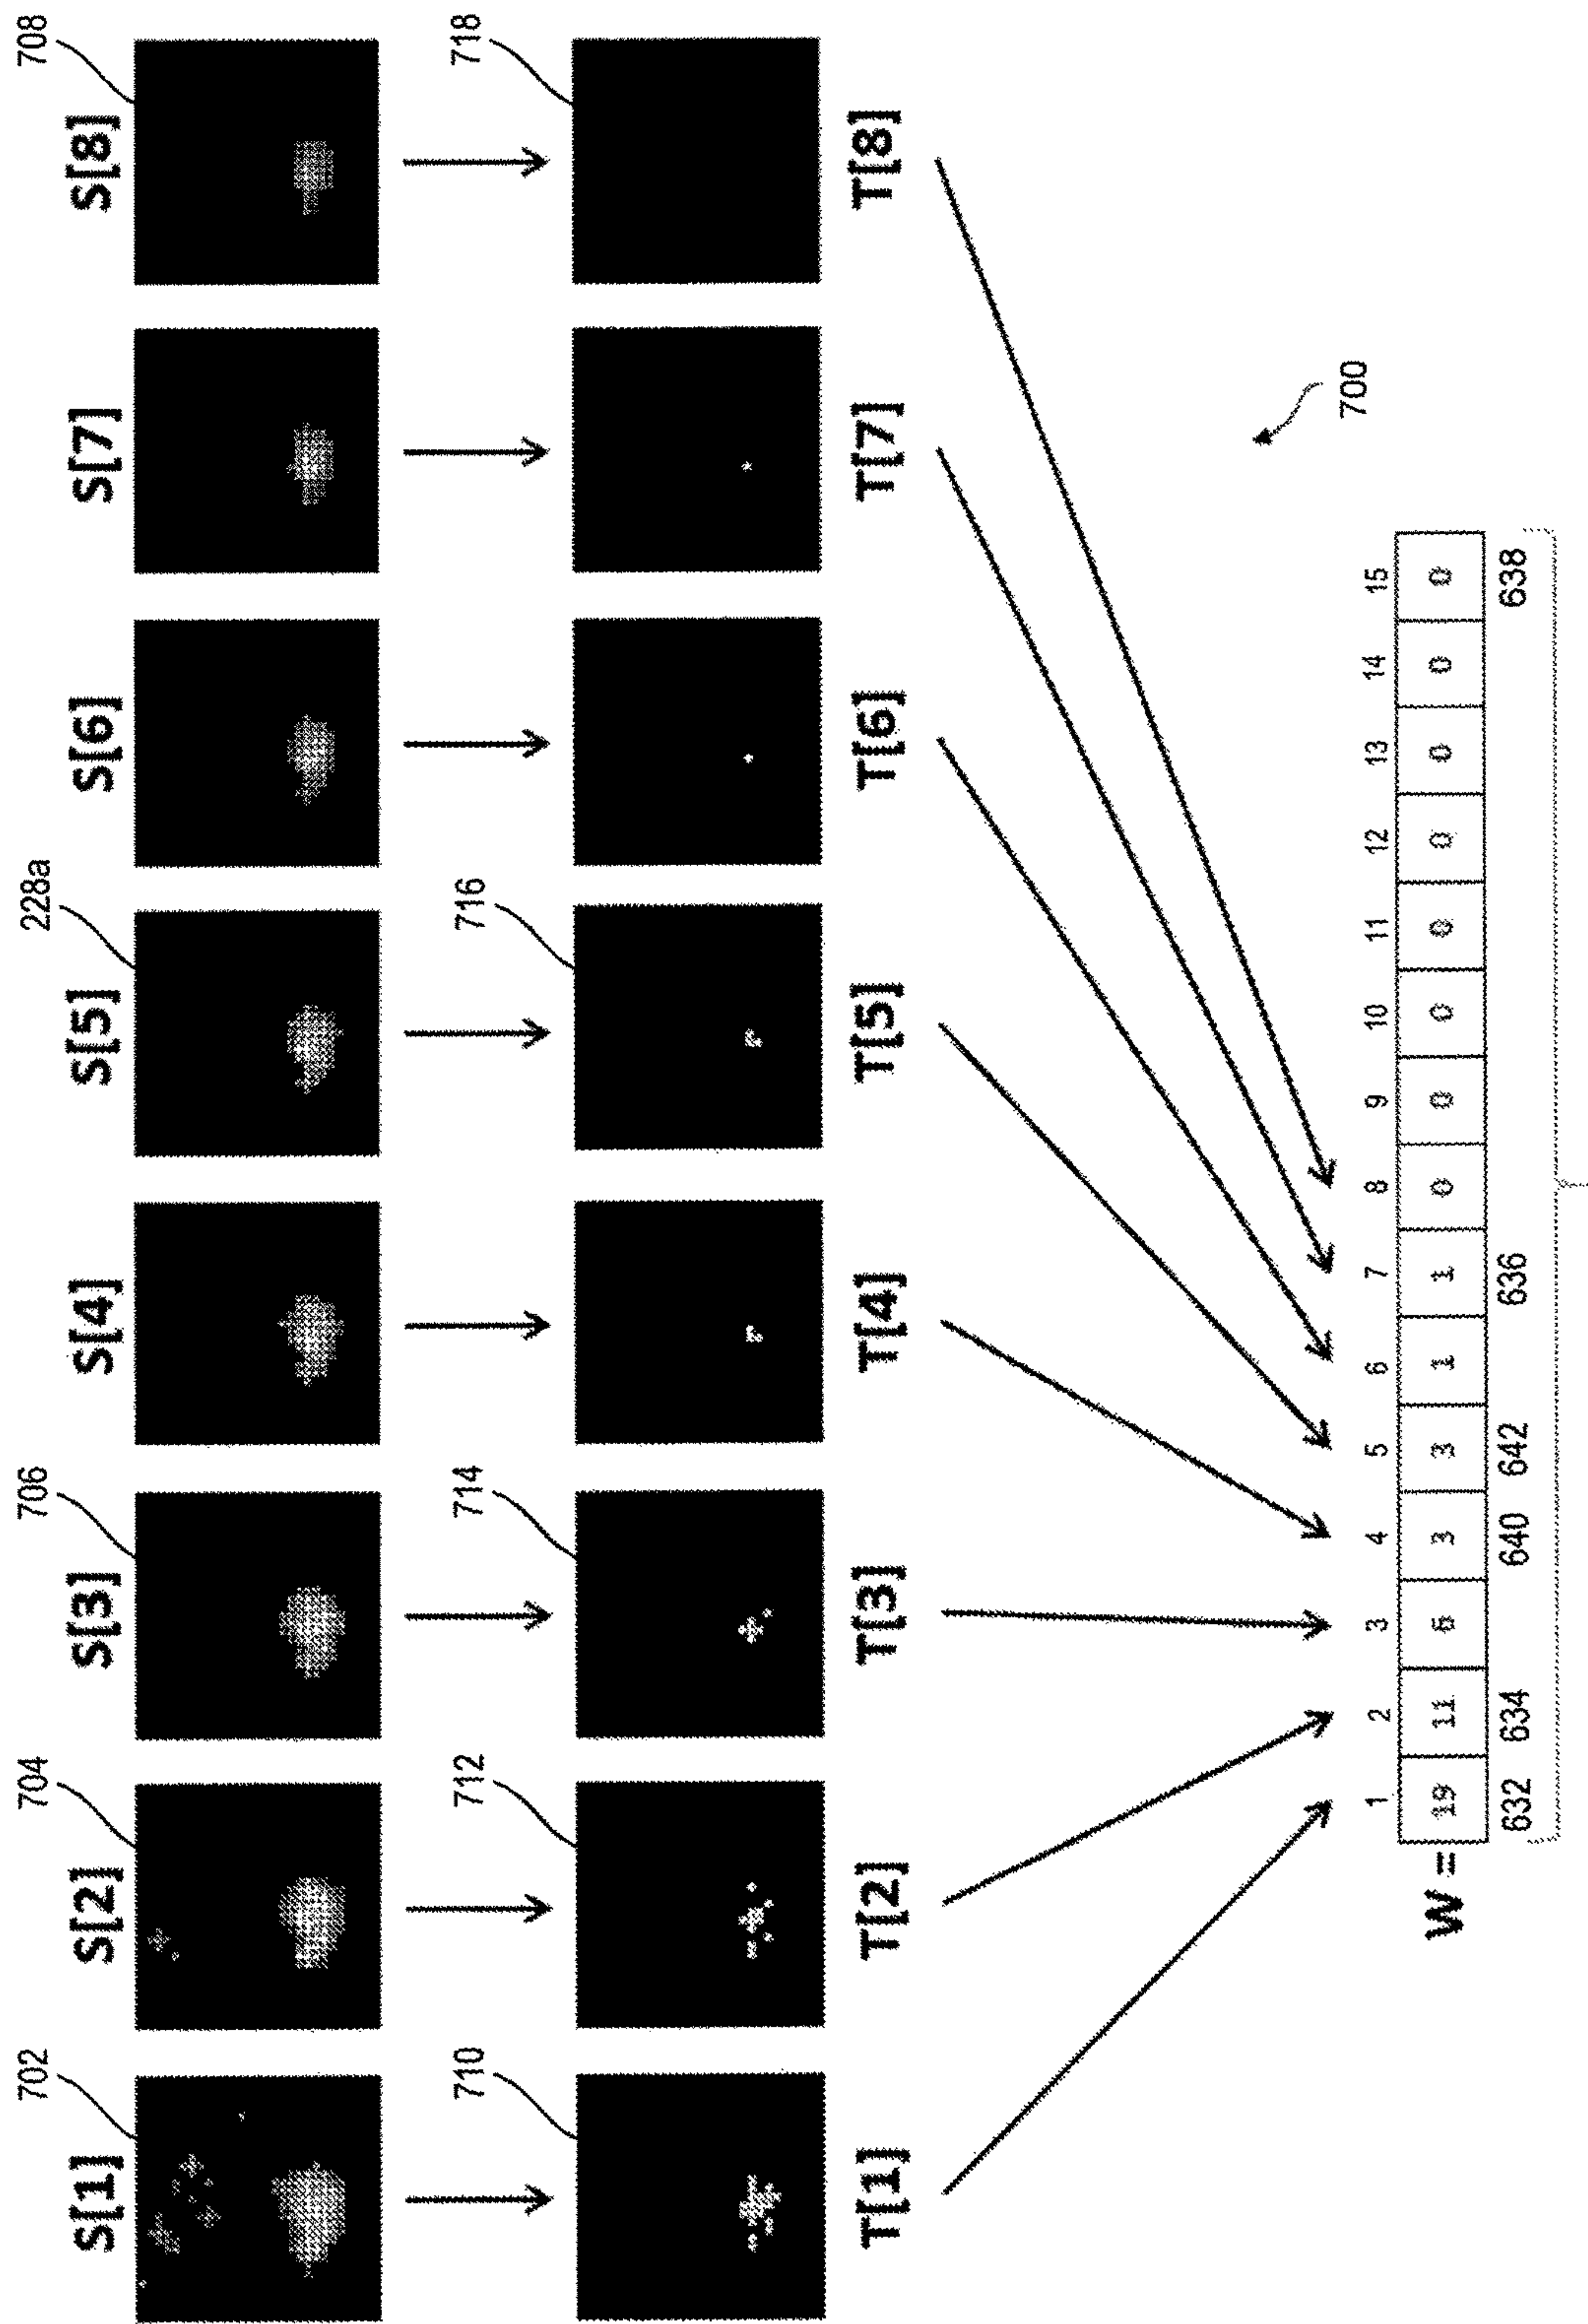 702 704 706 228a 708
S[1] S[2] S[3] S[4] S[5] S[6] S[7] S[8]
710 712 714 716 718
T[1] T[2] T[3] T[4] T[5] T[6] T[7] T[8]
700
1 2 3 4 5 6 7 8 9 10 11 12 13 14 15
W = 19 11 6 3 3 1 1 0 0 0 0 0 0 0 0
632 634 640 642 636 638